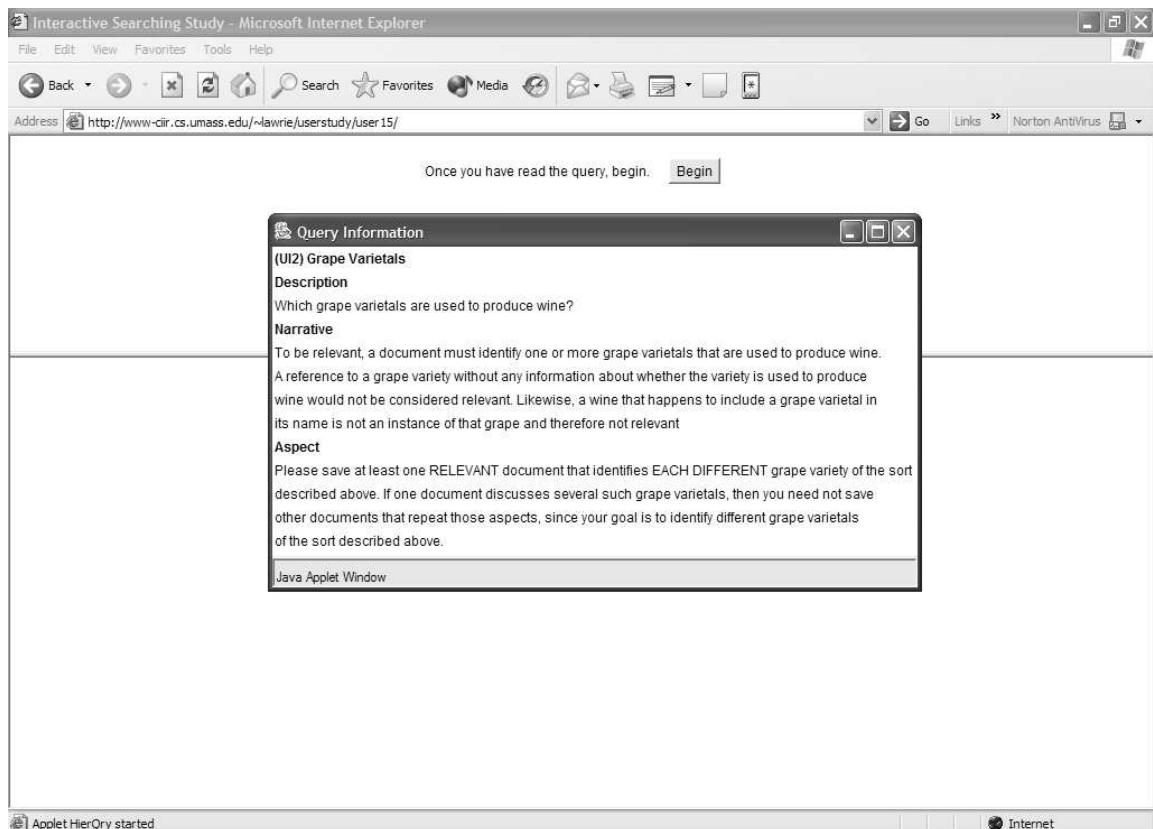 Interactive Searching Study - Microsoft Internet Explorer
File Edit View Favorites Tools Help
Back Search Favorites Media
Address http://www-ciir.cs.umass.edu/~lawrie/userstudy/user15/ Go Links » Norton AntiVirus
Once you have read the query, begin. Begin
Query Information
(UI2) Grape Varietals
Description
Which grape varietals are used to produce wine?
Narrative
To be relevant, a document must identify one or more grape varietals that are used to produce wine.
A reference to a grape variety without any information about whether the variety is used to produce
wine would not be considered relevant. Likewise, a wine that happens to include a grape varietal in
its name is not an instance of that grape and therefore not relevant
Aspect
Please save at least one RELEVANT document that identifies EACH DIFFERENT grape variety of the sort
described above. If one document discusses several such grape varietals, then you need not save
other documents that repeat those aspects, since your goal is to identify different grape varietals
of the sort described above.
Java Applet Window
Applet HierQry started Internet